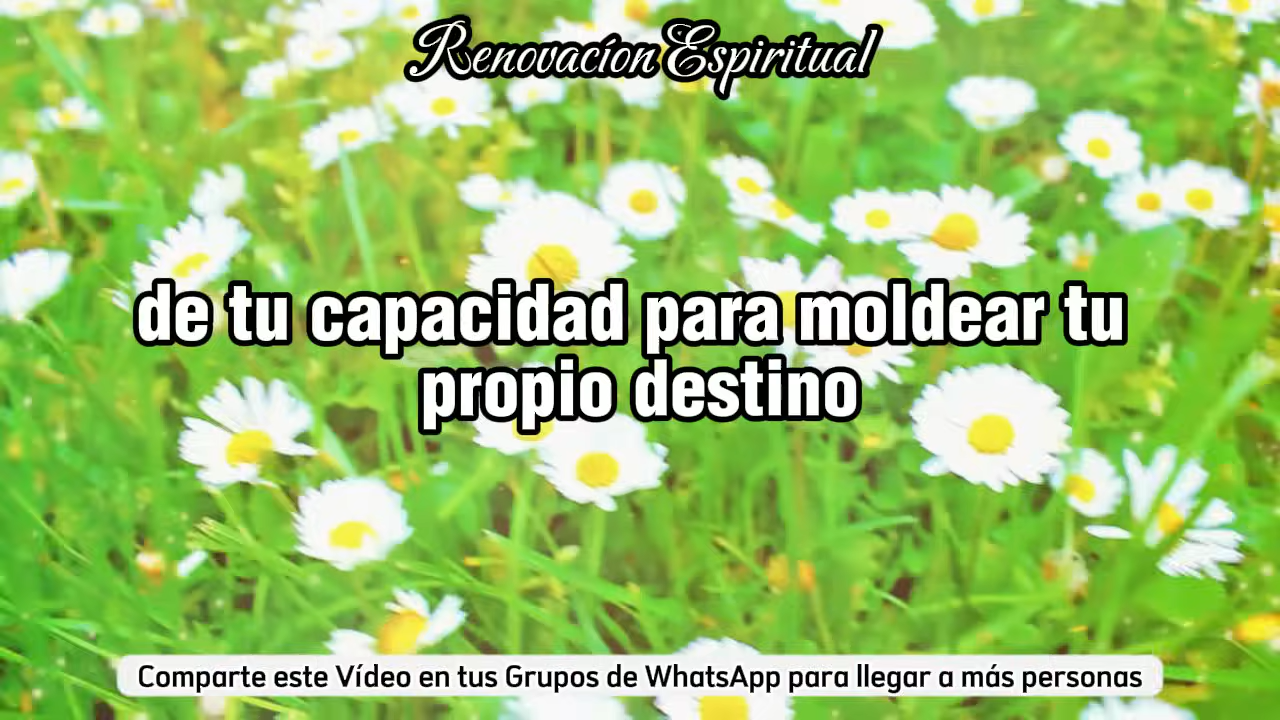 Renovacíon Espiritual
de tu capacidad para moldear tu
propio destino
Comparte este Vídeo en tus Grupos de WhatsApp para llegar a más personas